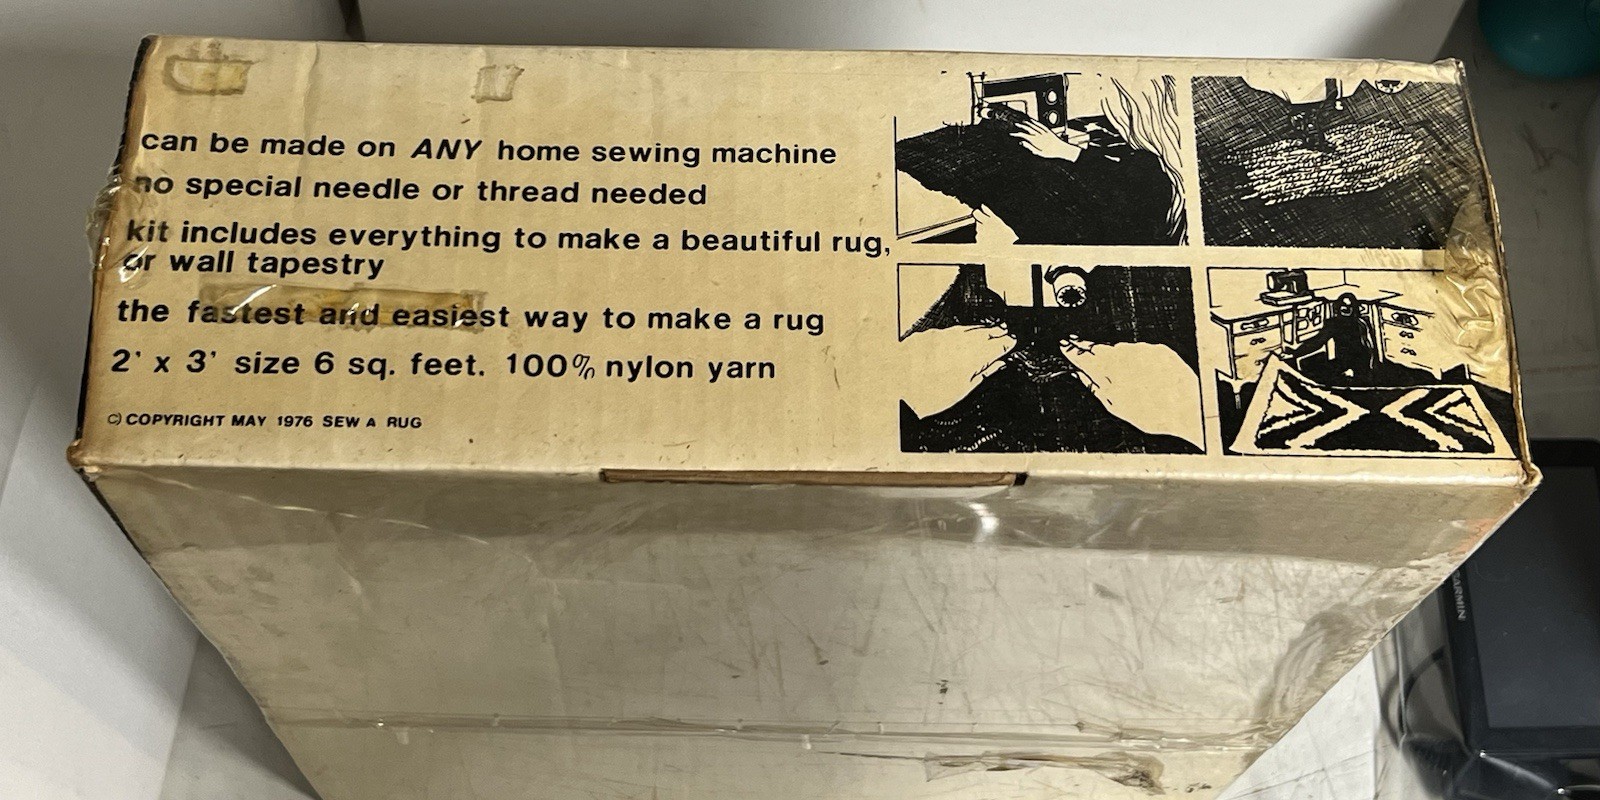 can be made on ANY home sewing machine
no special needle or thread needed
kit includes everything to make a beautiful rug,
or wall tapestry
the fastest and easiest way to make a rug
2' x 3' size 6 sq. feet. 100% nylon yarn
© COPYRIGHT MAY 1976 SEW A RUG
GARMIN